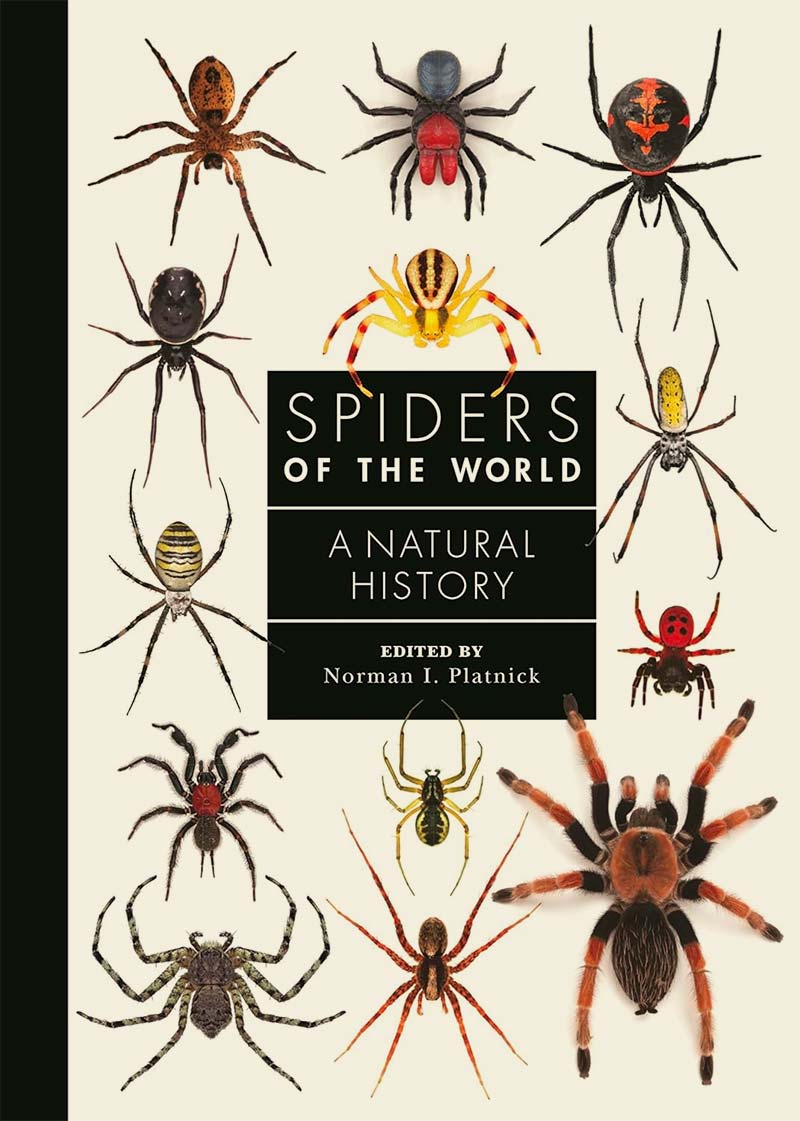 SPIDERS
OF THE WORLD
A NATURAL
HISTORY
EDITED BY
Norman I. Platnick